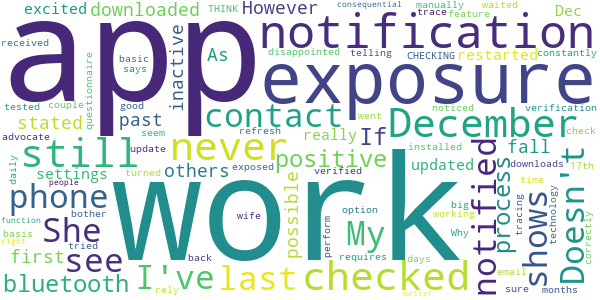 excited downloaded THINK However consequential manually waited Dec
received app notification trace feature
disappointed telling CHECKING restarted constantly
basic says As inactive exposure
tested couple questionnaire good past contact If December verification
stated never really noticed fall
advocate seem refresh went installed check
still update others positive updated downloads 17th
daily settings turned exposed verified notified process time Doesn't
phone people bother possible option big shows tracing technology correctly
She see work wife perform My working
function tried first basis back requires days Why email
right bluetooth I've rely last checked better sure months